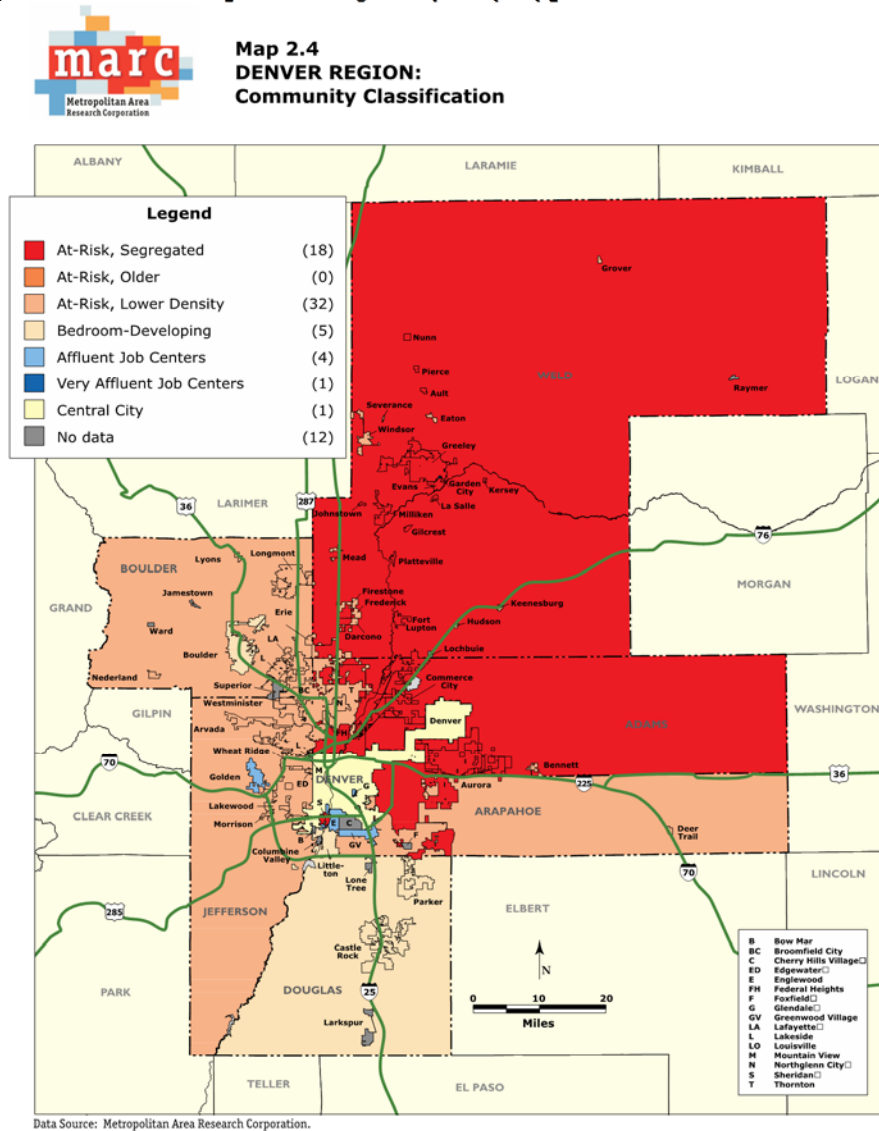 marc
Metropolitan Area
Research Corporation
Map 2.4
DENVER REGION:
Community Classification
ALBANY
LARAMIE
KIMBALL
Legend
At-Risk, Segregated (18)
At-Risk, Older (0)
At-Risk, Lower Density (32)
Bedroom-Developing (5)
Affluent Job Centers (4)
Very Affluent Job Centers (1)
Central City (1)
No data (12)
Grover
Nunn
Pierce
WELD
Raymer
LOGAN
Ault
Severance
Eaton
Windsor
Greeley
Evans
Garden
City
Kersey
La Salle
36
LARIMER
287
Johnstown
Milliken
Gilcrest
76
BOULDER
Lyons
Longmont
Mead
Platteville
MORGAN
GRAND
Jamestown
Firestone
Frederick
Keenesburg
Erie
Ward
LA
Darcono
Fort
Lupton
Hudson
Boulder
L
Lochbuie
Nederland
Superior
BC
N
Commerce
City
GILPIN
Westminister
Denver
ADAMS
WASHINGTON
Arvada
FH
Wheat Ridge
L
70
Golden
M
DENVER
Bennett
36
ED
G
Aurora
225
Lakewood
S
ARAPAHOE
CLEAR CREEK
Morrison
E
C
Deer
Trail
B
GV
F
Columbine
Valley
Little-
ton
Lone
Tree
70
LINCOLN
Parker
285
JEFFERSON
ELBERT
Castle
Rock
N
PARK
DOUGLAS
25
0 10 20
Miles
Larkspur
B Bow Mar
BC Broomfield City
C Cherry Hills Village□
ED Edgewater□
E Englewood
FH Federal Heights
F Foxfield□
G Glendale□
GV Greenwood Village
LA Lafayette□
L Lakeside
LO Louisville
M Mountain View
N Northglenn City□
S Sheridan□
T Thornton
TELLER
EL PASO
Data Source: Metropolitan Area Research Corporation.